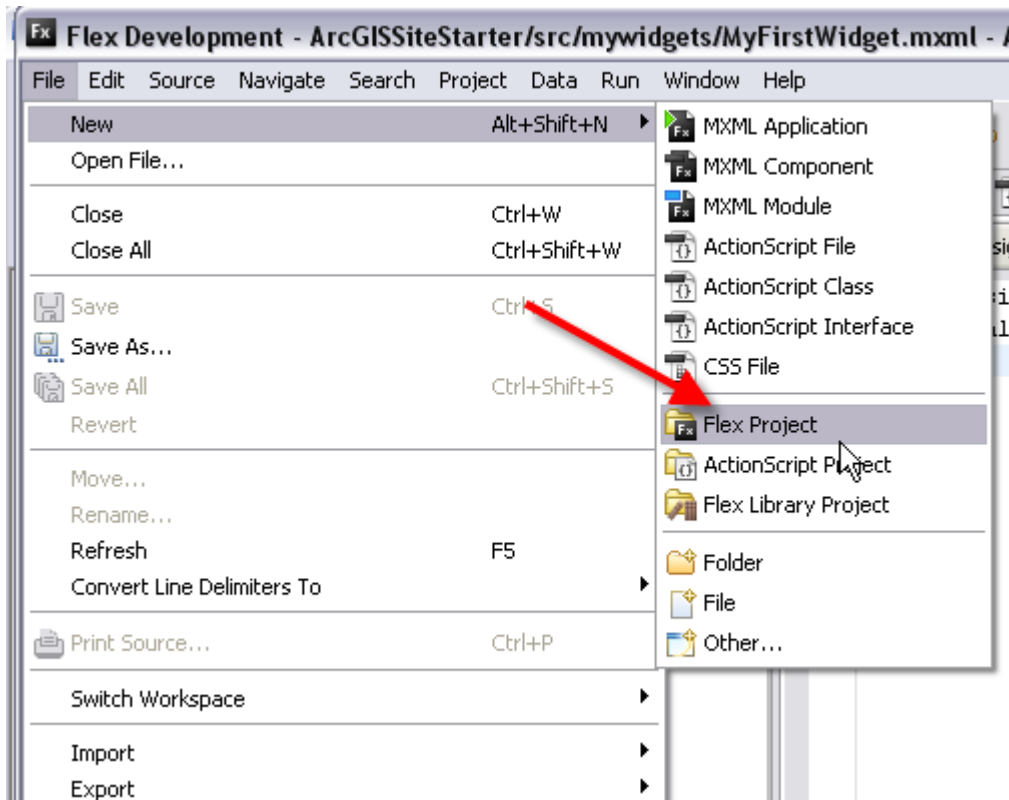 Fx Flex Development - ArcGISSiteStarter/src/mywidgets/MyFirstWidget.mxml -
File Edit Source Navigate Search Project Data Run Window Help
New Alt+Shift+N
Open File...
Close Ctrl+W
Close All Ctrl+Shift+W
Save Ctrl+S
Save As...
Save All Ctrl+Shift+S
Revert
Move...
Rename...
Refresh F5
Convert Line Delimiters To
Print Source... Ctrl+P
Switch Workspace
Import
Export
MXML Application
MXML Component
MXML Module
ActionScript File
ActionScript Class
ActionScript Interface
CSS File
Flex Project
ActionScript Project
Flex Library Project
Folder
File
Other...